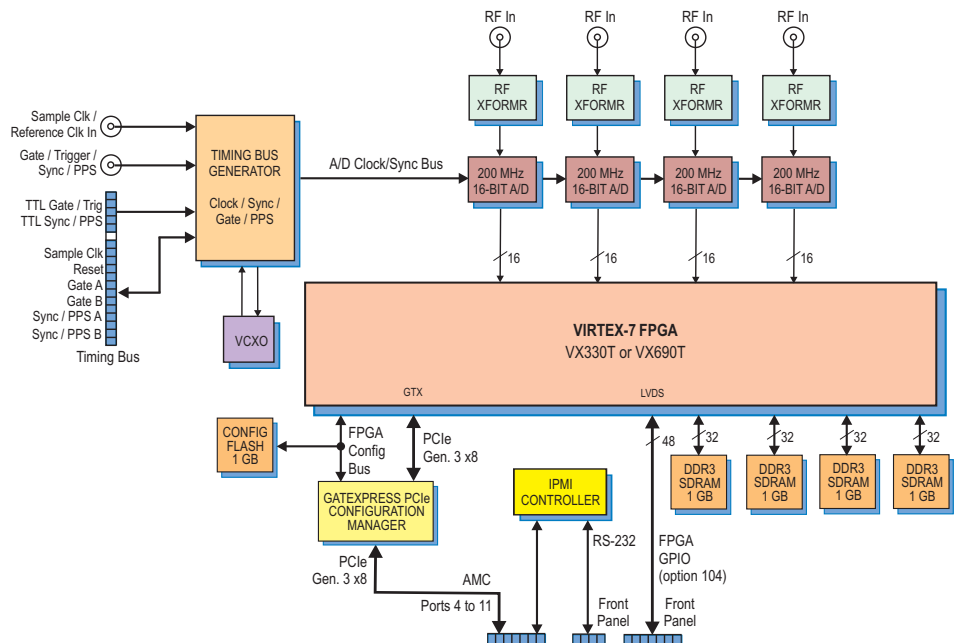 RF In
RF In
RF In
RF In
RF
XFORMR
RF
XFORMR
RF
XFORMR
RF
XFORMR
Sample Clk /
Reference Clk In
Gate / Trigger /
Sync / PPS
TTL Gate / Trig
TTL Sync / PPS
Sample Clk
Reset
Gate A
Gate B
Sync / PPS A
Sync / PPS B
Timing Bus
TIMING BUS
GENERATOR
Clock / Sync /
Gate / PPS
VCXO
A/D Clock/Sync Bus
200 MHz
16-BIT A/D
200 MHz
16-BIT A/D
200 MHz
16-BIT A/D
200 MHz
16-BIT A/D
16
16
16
16
VIRTEX-7 FPGA
VX330T or VX690T
GTX
LVDS
CONFIG
FLASH
1 GB
FPGA
Config
Bus
PCIe
Gen. 3 x8
48
32
32
32
32
GATEXPRESS PCIe
CONFIGURATION
MANAGER
IPMI
CONTROLLER
DDR3
SDRAM
1 GB
DDR3
SDRAM
1 GB
DDR3
SDRAM
1 GB
DDR3
SDRAM
1 GB
PCIe
Gen. 3 x8
AMC
Ports 4 to 11
RS-232
Front
Panel
FPGA
GPIO
(option 104)
Front
Panel